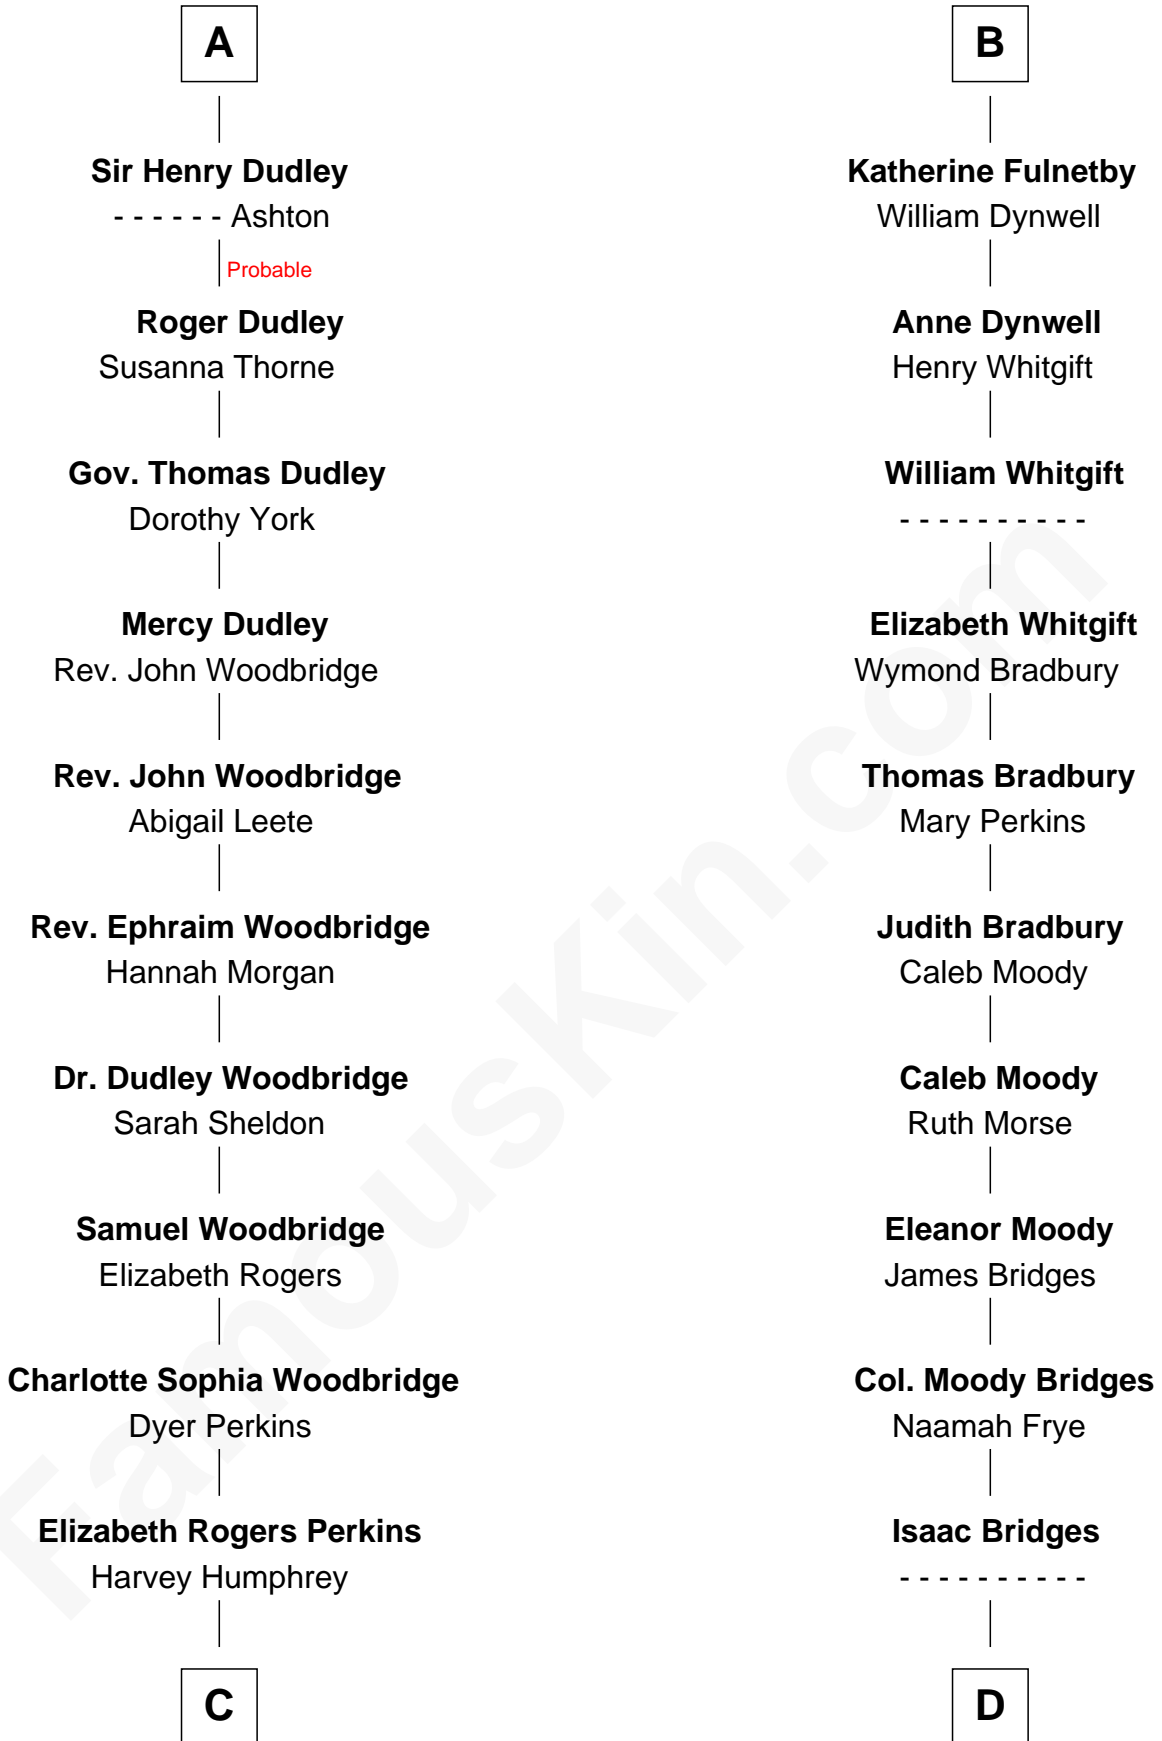 A
Sir Henry Dudley
- - - - - - Ashton
Probable
Roger Dudley
Susanna Thorne
Gov. Thomas Dudley
Dorothy York
Mercy Dudley
Rev. John Woodbridge
Rev. John Woodbridge
Abigail Leete
Rev. Ephraim Woodbridge
Hannah Morgan
Dr. Dudley Woodbridge
Sarah Sheldon
Samuel Woodbridge
Elizabeth Rogers
Charlotte Sophia Woodbridge
Dyer Perkins
Elizabeth Rogers Perkins
Harvey Humphrey
C
B
Katherine Fulnetby
William Dynwell
Anne Dynwell
Henry Whitgift
William Whitgift
- - - - - - - - - -
Elizabeth Whitgift
Wymond Bradbury
Thomas Bradbury
Mary Perkins
Judith Bradbury
Caleb Moody
Caleb Moody
Ruth Morse
Eleanor Moody
James Bridges
Col. Moody Bridges
Naamah Frye
Isaac Bridges
- - - - - - - - - -
D
FamousKin.com